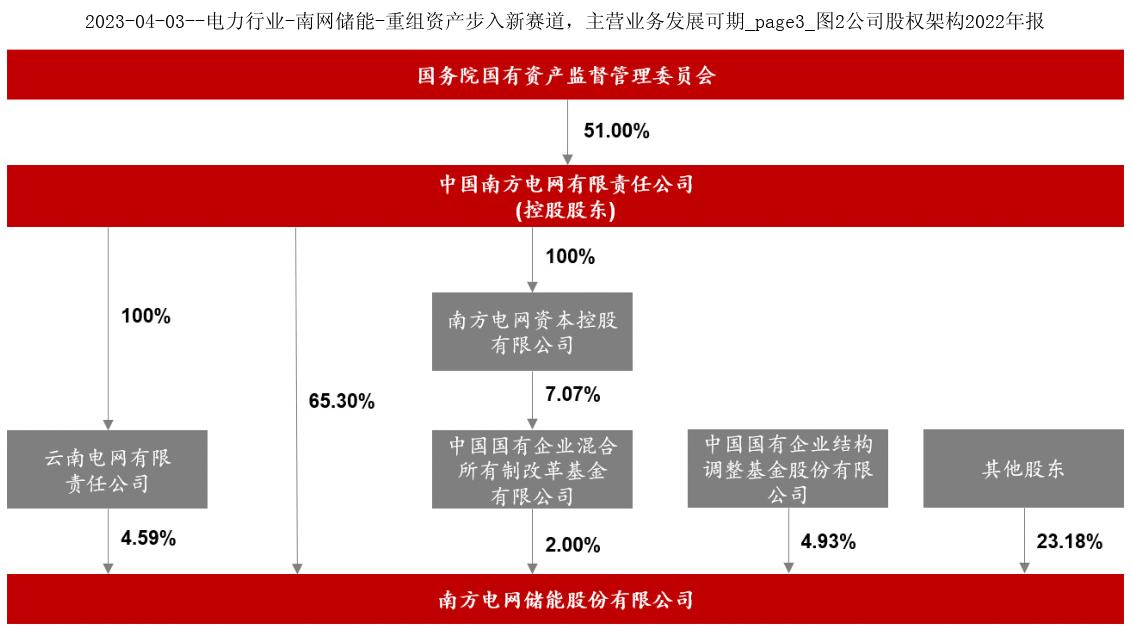 2023-04-03--电力行业-南网储能-重组资产步入新赛道，主营业务发展可期_page3_图2公司股权架构2022年报
国务院国有资产监督管理委员会
51.00%
中国南方电网有限责任公司
(控股股东)
100%
南方电网资本控股
有限公司
100%
7.07%
65.30%
云南电网有限
责任公司
中国国有企业混合
所有制改革基金
有限公司
中国国有企业结构
调整基金股份有限
公司
其他股东
4.59%
2.00%
4.93%
23.18%
南方电网储能股份有限公司